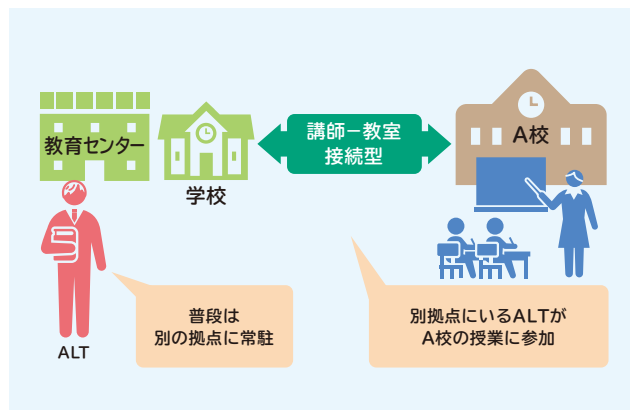 教育センター
学校
講師－教室
接続型
A校
ALT
普段は
別の拠点に常駐
別拠点にいるALTが
A校の授業に参加